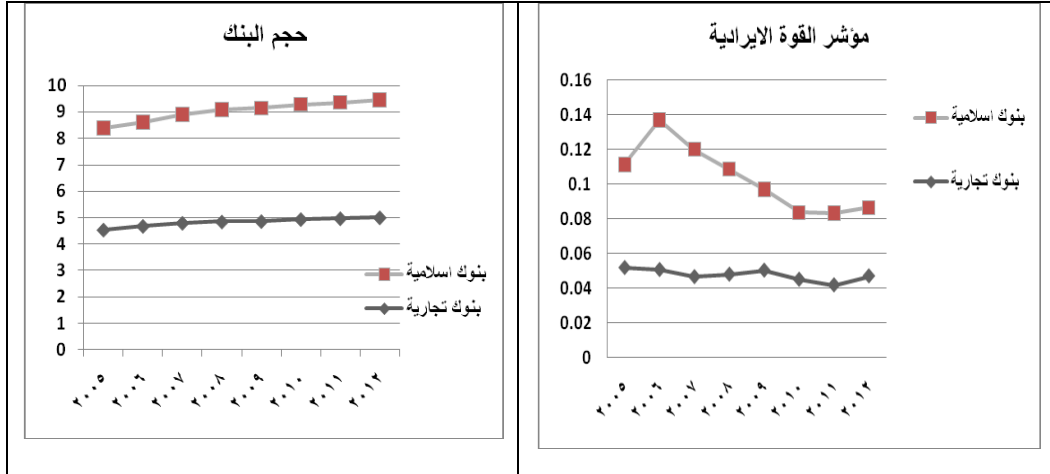 حجم البنك
10
9
8
7
6
5
4
3
2
1
0
٢٠٠٥ ٢٠٠٦ ٢٠٠٧ ٢٠٠٨ ٢٠٠٩ ٢٠١٠ ٢٠١١ ٢٠١٢
بنوك اسلامية
بنوك تجارية
مؤشر القوة الايرادية
0.16
0.14
0.12
0.1
0.08
0.06
0.04
0.02
0
٢٠٠٥ ٢٠٠٦ ٢٠٠٧ ٢٠٠٨ ٢٠٠٩ ٢٠١٠ ٢٠١١ ٢٠١٢
بنوك اسلامية
بنوك تجارية